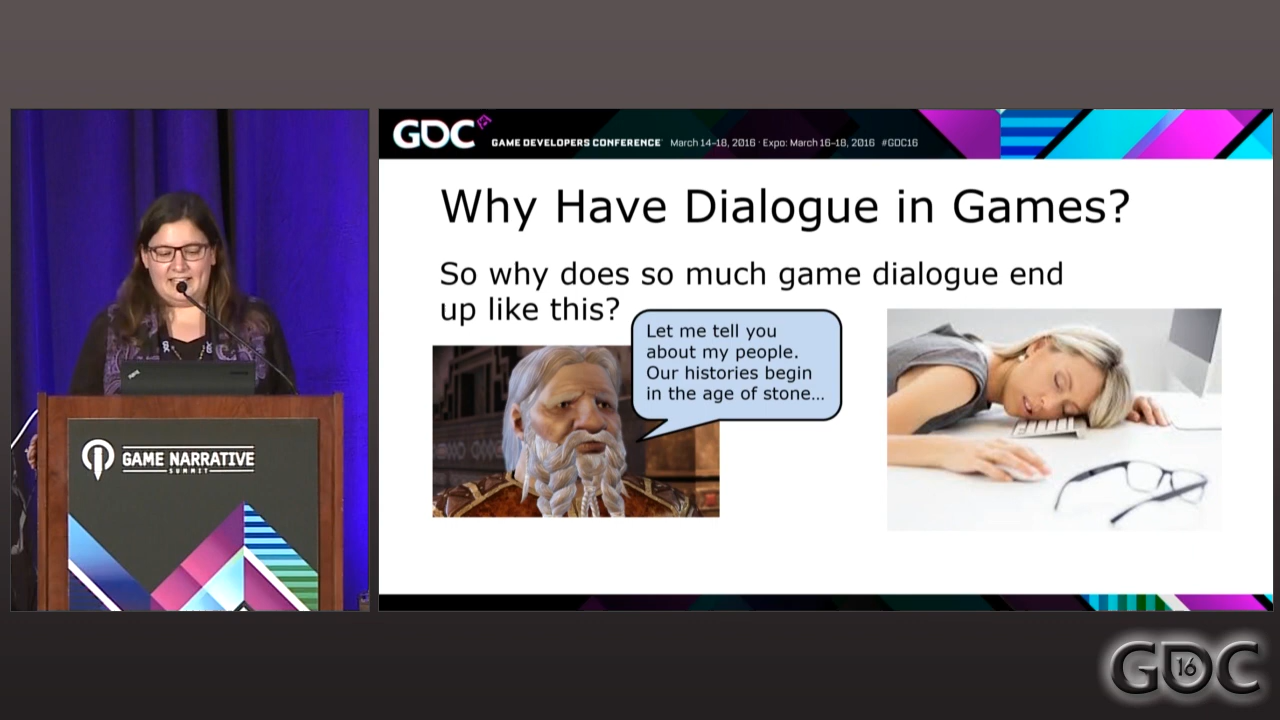 GDC
GAME DEVELOPERS CONFERENCE March 14–18, 2016 · Expo: March 16–18, 2016 #GDC16
Why Have Dialogue in Games?
So why does so much game dialogue end
up like this?
Let me tell you
about my people.
Our histories begin
in the age of stone...
GAME NARRATIVE
SUMMIT
GDC
16